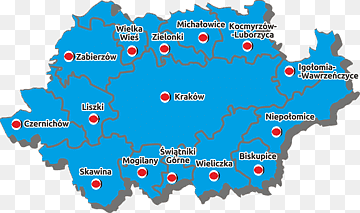 Michałowice
Wielka
Wieś
Zielonki
Kocmyrzów-
-Luborzyca
Zabierzów
Igołomia-
-Wawrzeńczyce
Kraków
Liszki
Czernichów
Niepołomice
Świątniki
Górne
Biskupice
Mogilany
Wieliczka
Skawina